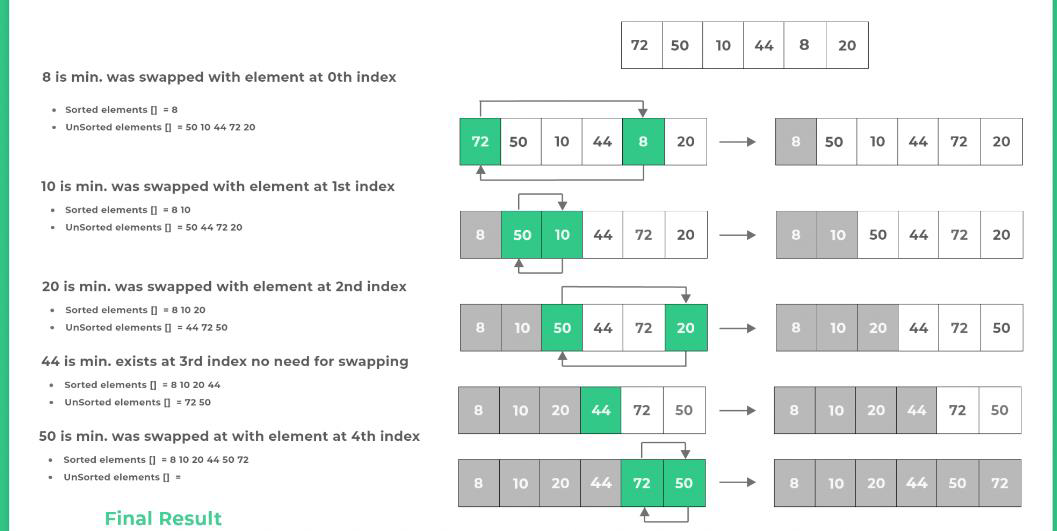 72 50 10 44 8 20
8 is min. was swapped with element at 0th index
• Sorted elements [] = 8
• UnSorted elements [] = 50 10 44 72 20
72 50 10 44 8 20
8 50 10 44 72 20
10 is min. was swapped with element at 1st index
• Sorted elements [] = 8 10
• UnSorted elements [] = 50 44 72 20
8 50 10 44 72 20
8 10 50 44 72 20
20 is min. was swapped with element at 2nd index
• Sorted elements [] = 8 10 20
• UnSorted elements [] = 44 72 50
8 10 50 44 72 20
8 10 20 44 72 50
44 is min. exists at 3rd index no need for swapping
• Sorted elements [] = 8 10 20 44
• UnSorted elements [] = 72 50
8 10 20 44 72 50
8 10 20 44 72 50
50 is min. was swapped at with element at 4th index
• Sorted elements [] = 8 10 20 44 50 72
• UnSorted elements [] =
8 10 20 44 72 50
8 10 20 44 50 72
Final Result